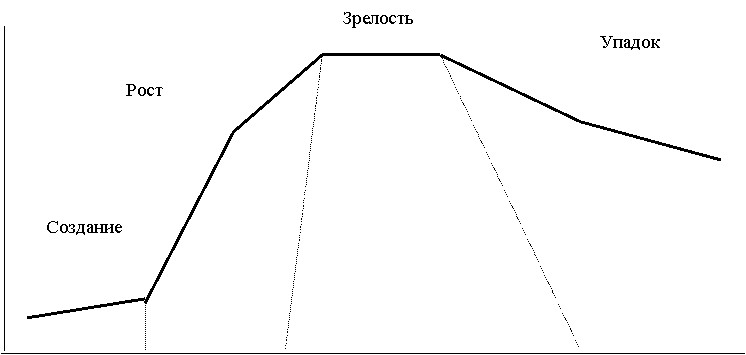 Зрелость
Упадок
Рост
Создание